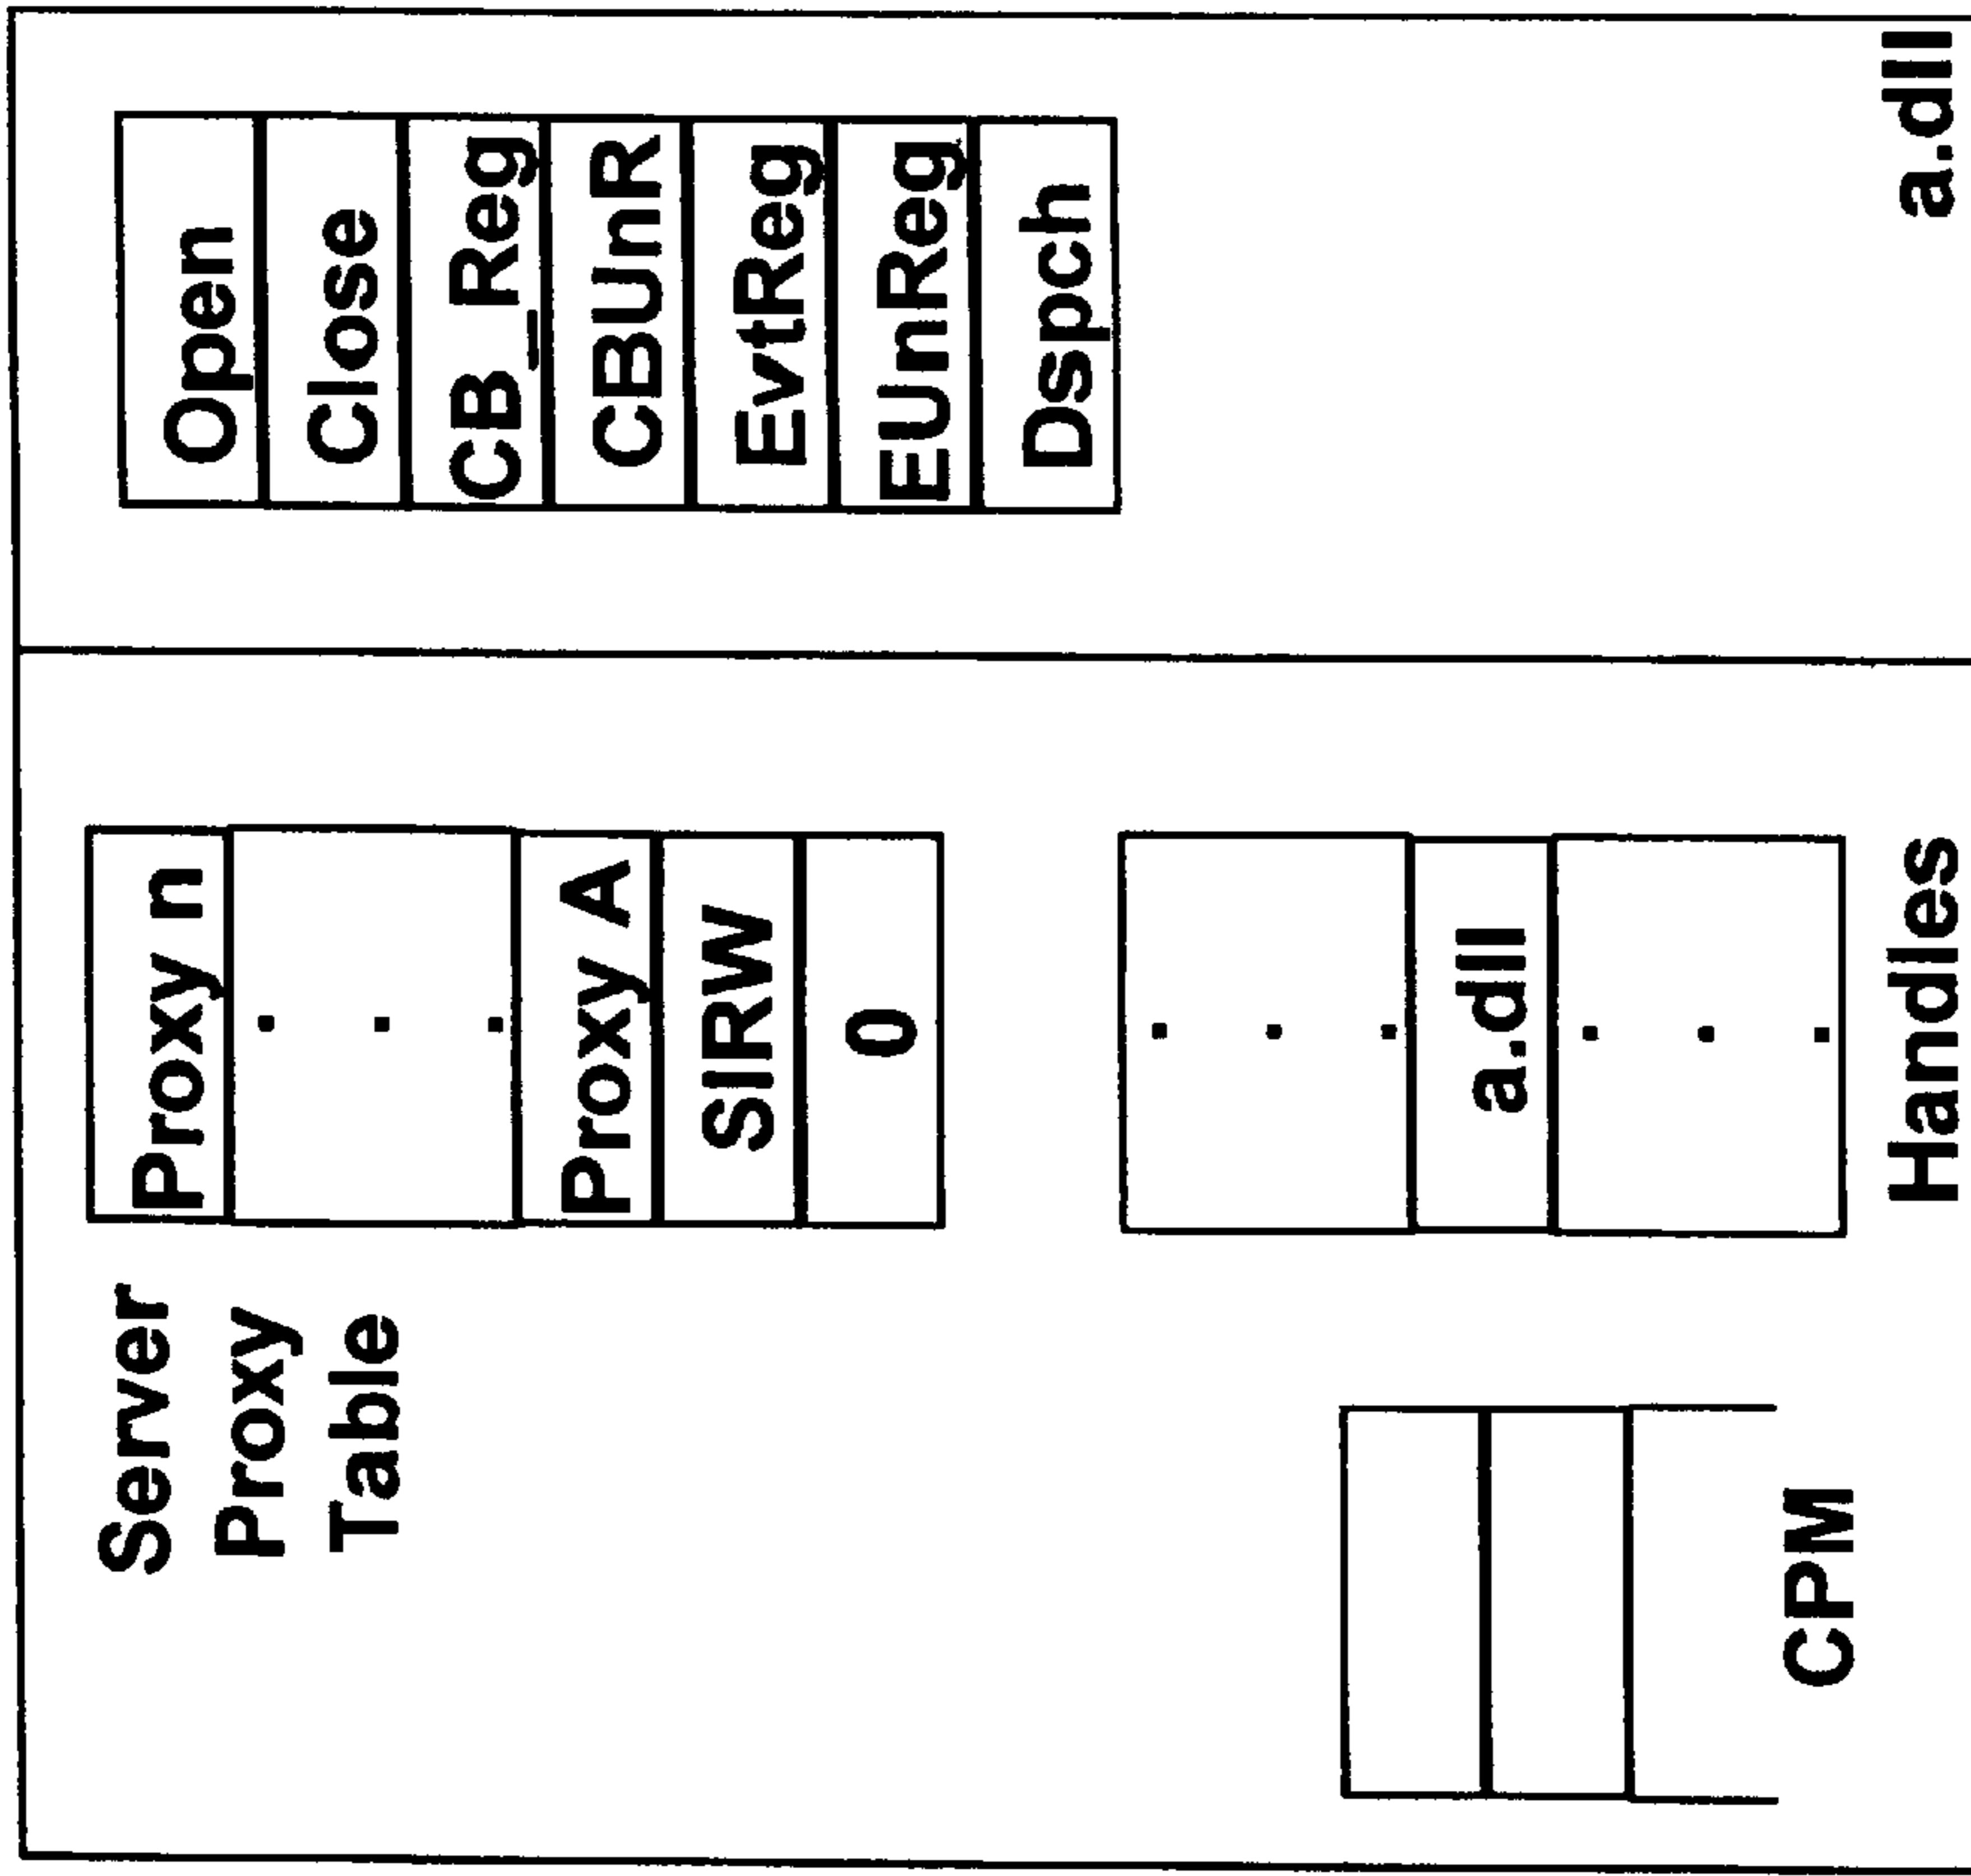 Server
Proxy
Table
Proxy n
.
.
.
Proxy A
SIRW
0
.
.
.
a.dll
.
.
.
Handles
CPM
Open
Close
CB_Reg
CBUnR
EvtReg
EUnReg
Dspch
a.dll